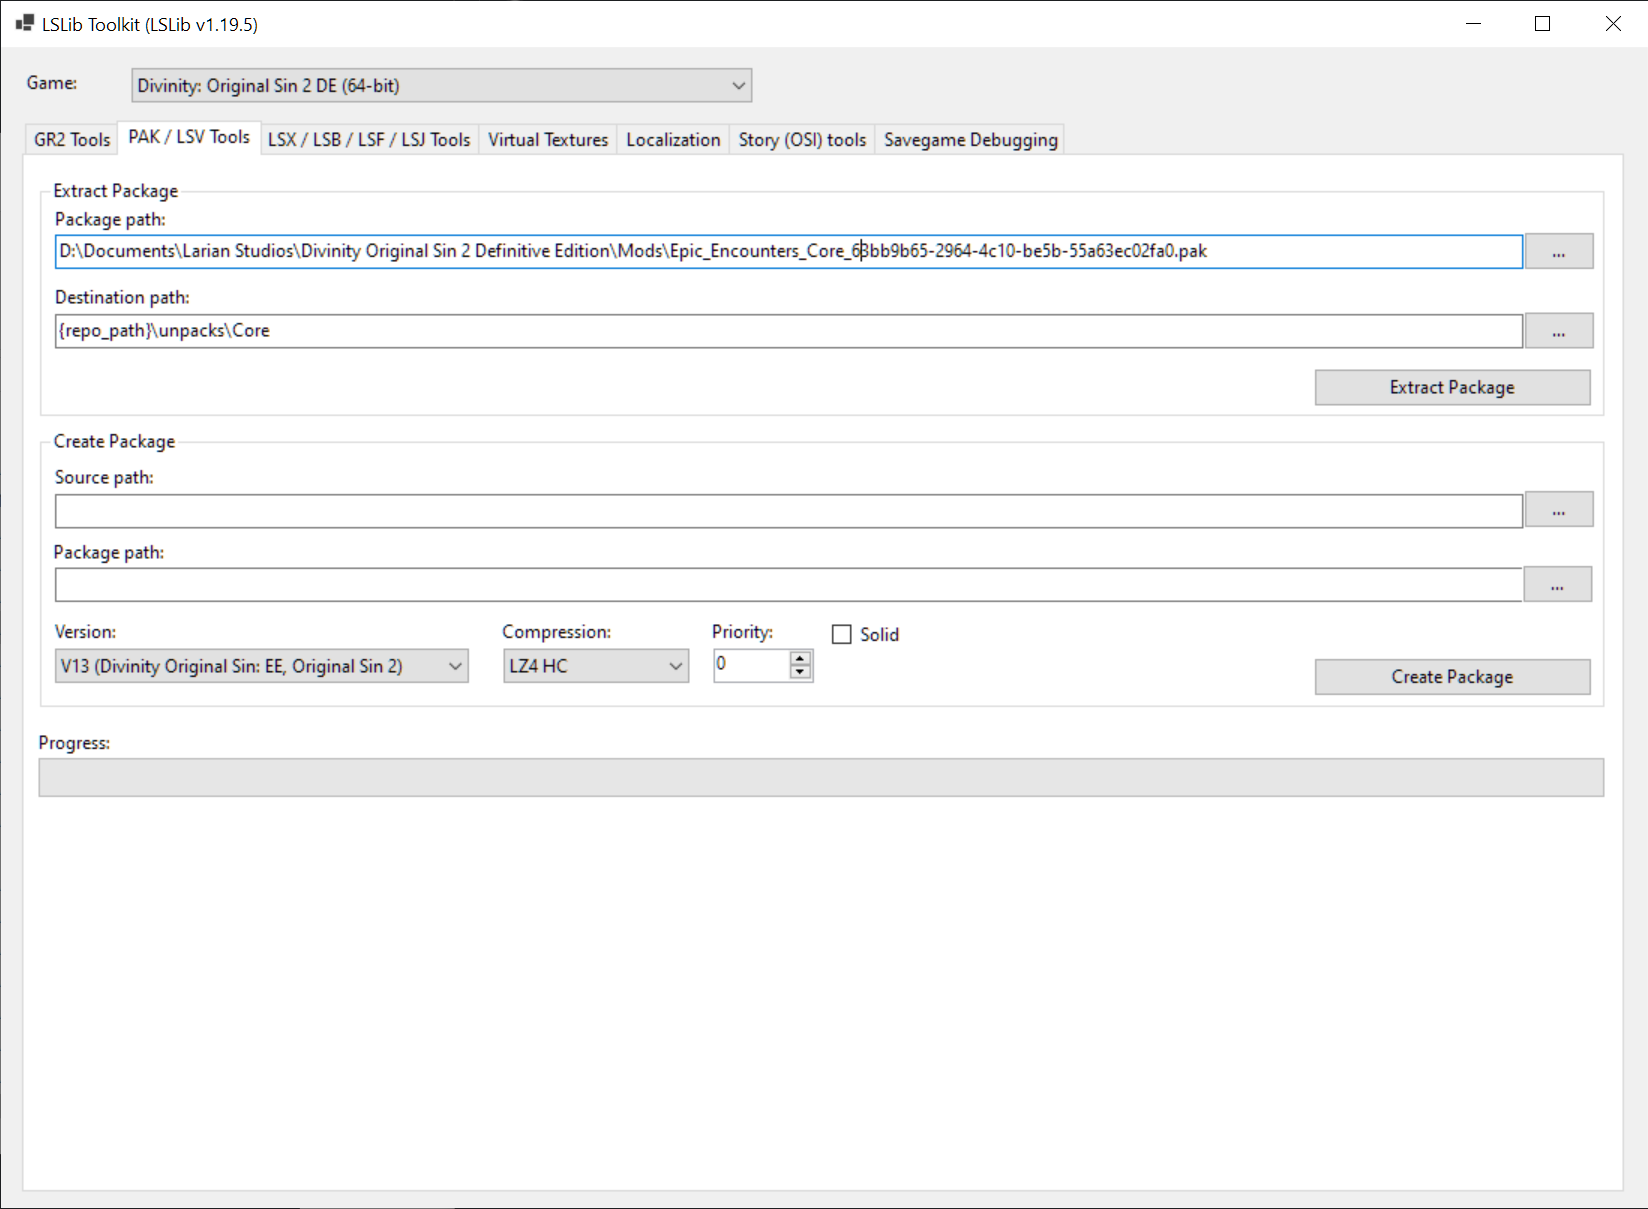 LSLib Toolkit (LSLib v1.19.5)
Game:
Divinity: Original Sin 2 DE (64-bit)
GR2 Tools PAK / LSV Tools LSX / LSB / LSF / LSJ Tools Virtual Textures Localization Story (OSI) tools Savegame Debugging
Extract Package
Package path:
D:\Documents\Larian Studios\Divinity Original Sin 2 Definitive Edition\Mods\Epic_Encounters_Core_63bb9b65-2964-4c10-be5b-55a63ec02fa0.pak
...
Destination path:
{repo_path}\unpacks\Core
...
Extract Package
Create Package
Source path:
...
Package path:
...
Version: Compression: Priority: Solid
V13 (Divinity Original Sin: EE, Original Sin 2) LZ4 HC 0
Create Package
Progress: